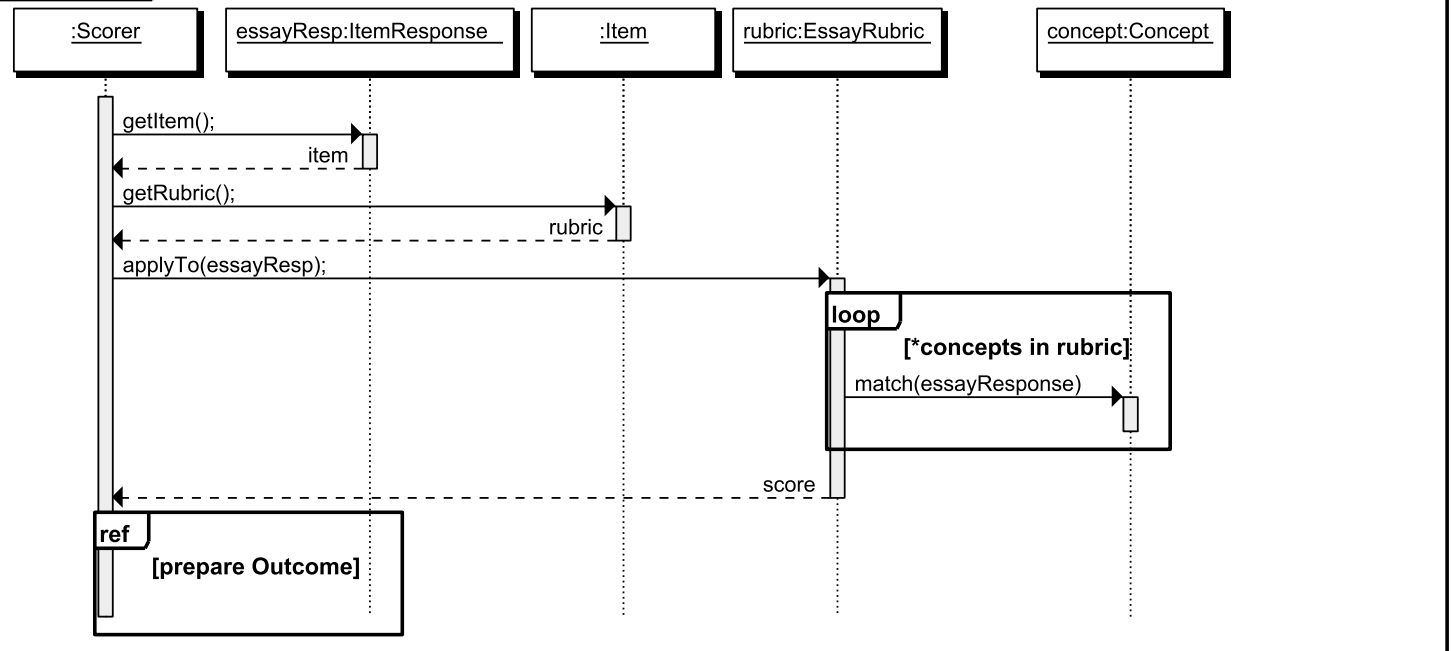 :Scorer
essayResp:ItemResponse
:Item
rubric:EssayRubric
concept:Concept
getItem();
item
getRubric();
rubric
applyTo(essayResp);
loop
[*concepts in rubric]
match(essayResponse)
score
ref
[prepare Outcome]